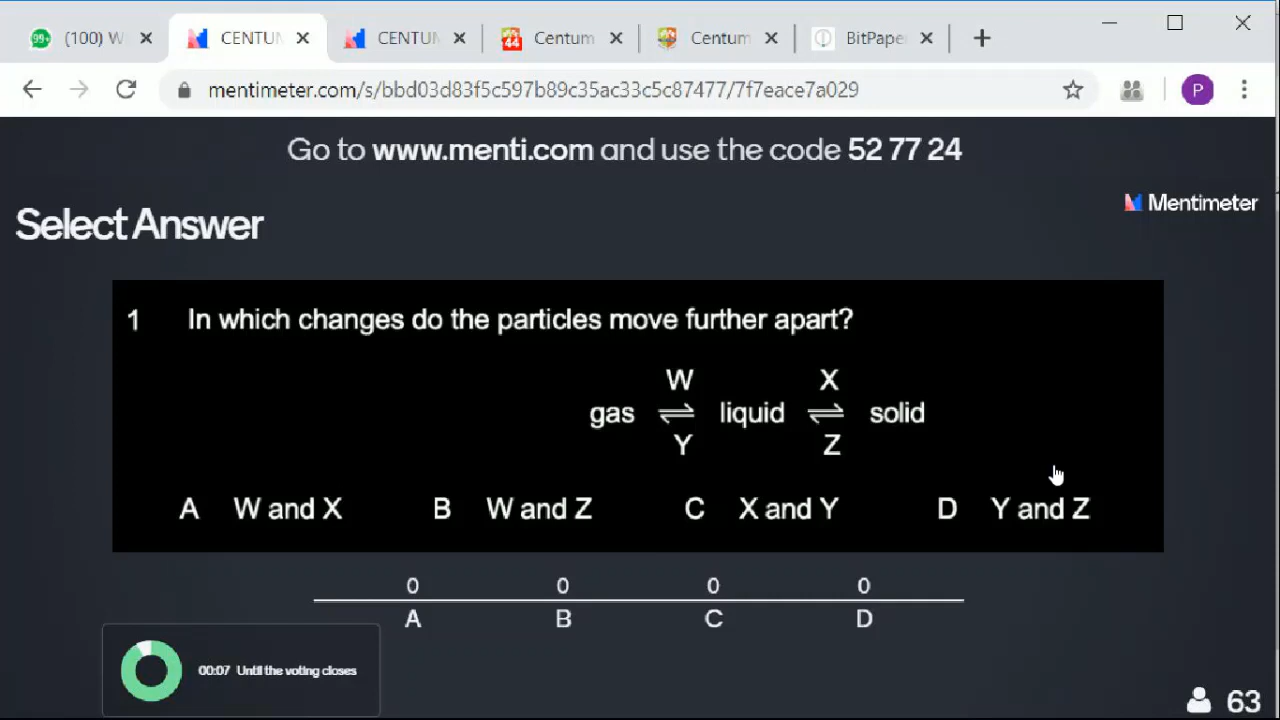 (100) W
CENTUM
CENTUM
Centum
Centum
BitPape
mentimeter.com/s/bbd03d83f5c597b89c35ac33c5c87477/7f7eace7a029
P
Go to www.menti.com and use the code 52 77 24
Mentimeter
Select Answer
1 In which changes do the particles move further apart?
W X
gas ⇌ liquid ⇌ solid
Y Z
A W and X B W and Z C X and Y D Y and Z
0 0 0 0
A B C D
00:07 Until the voting closes
63